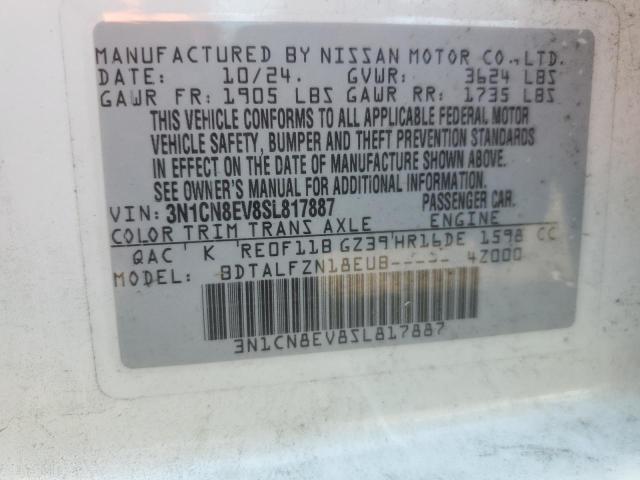 MANUFACTURED BY NISSAN MOTOR CO., LTD.
DATE: 10/24. GVWR: 3624 LBS
GAWR FR: 1905 LBS GAWR RR: 1735 LBS
THIS VEHICLE CONFORMS TO ALL APPLICABLE FEDERAL MOTOR
VEHICLE SAFETY, BUMPER AND THEFT PREVENTION STANDARDS
IN EFFECT ON THE DATE OF MANUFACTURE SHOWN ABOVE.
SEE OWNER'S MANUAL FOR ADDITIONAL INFORMATION.
VIN: 3N1CN8EV8SL817887 PASSENGER CAR.
COLOR TRIM TRANS AXLE ENGINE
QAC' K 'RE0F11B GZ39'HR16DE 1598 CC
MODEL: BDTALFZN18EUB----- 4Z000
3N1CN8EV8SL817887